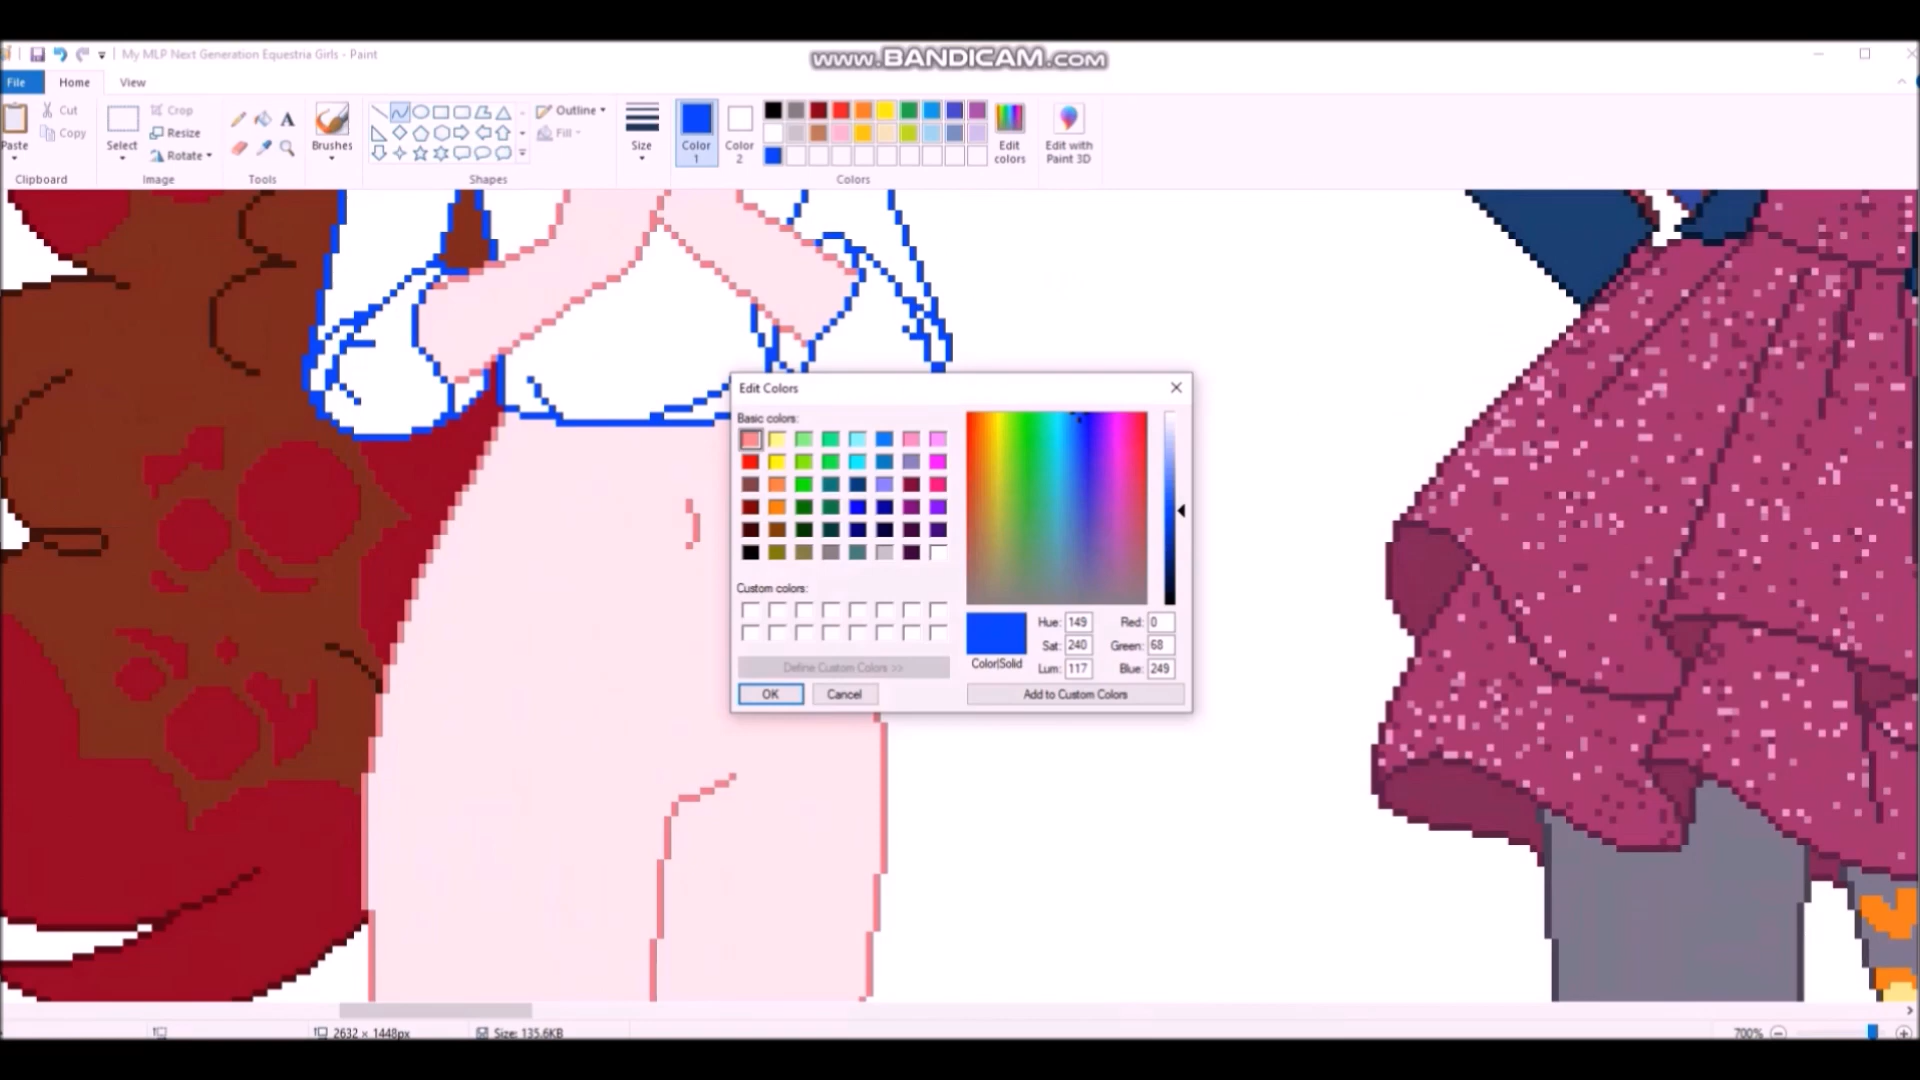 My MLP Next Generation Equestria Girls - Paint
www.BANDICAM.com
File
Home
View
Cut
Crop
Outline
Copy
Resize
Fill
Paste
Select
Rotate
Brushes
Size
Color 1
Color 2
Edit colors
Edit with Paint 3D
Clipboard
Image
Tools
Shapes
Colors
Edit Colors
Basic colors:
Custom colors:
Hue: 149
Red: 0
Sat: 240
Green: 68
Color|Solid
Lum: 117
Blue: 249
Define Custom Colors >>
OK
Cancel
Add to Custom Colors
2632 × 1448px
Size: 135.6KB
700%